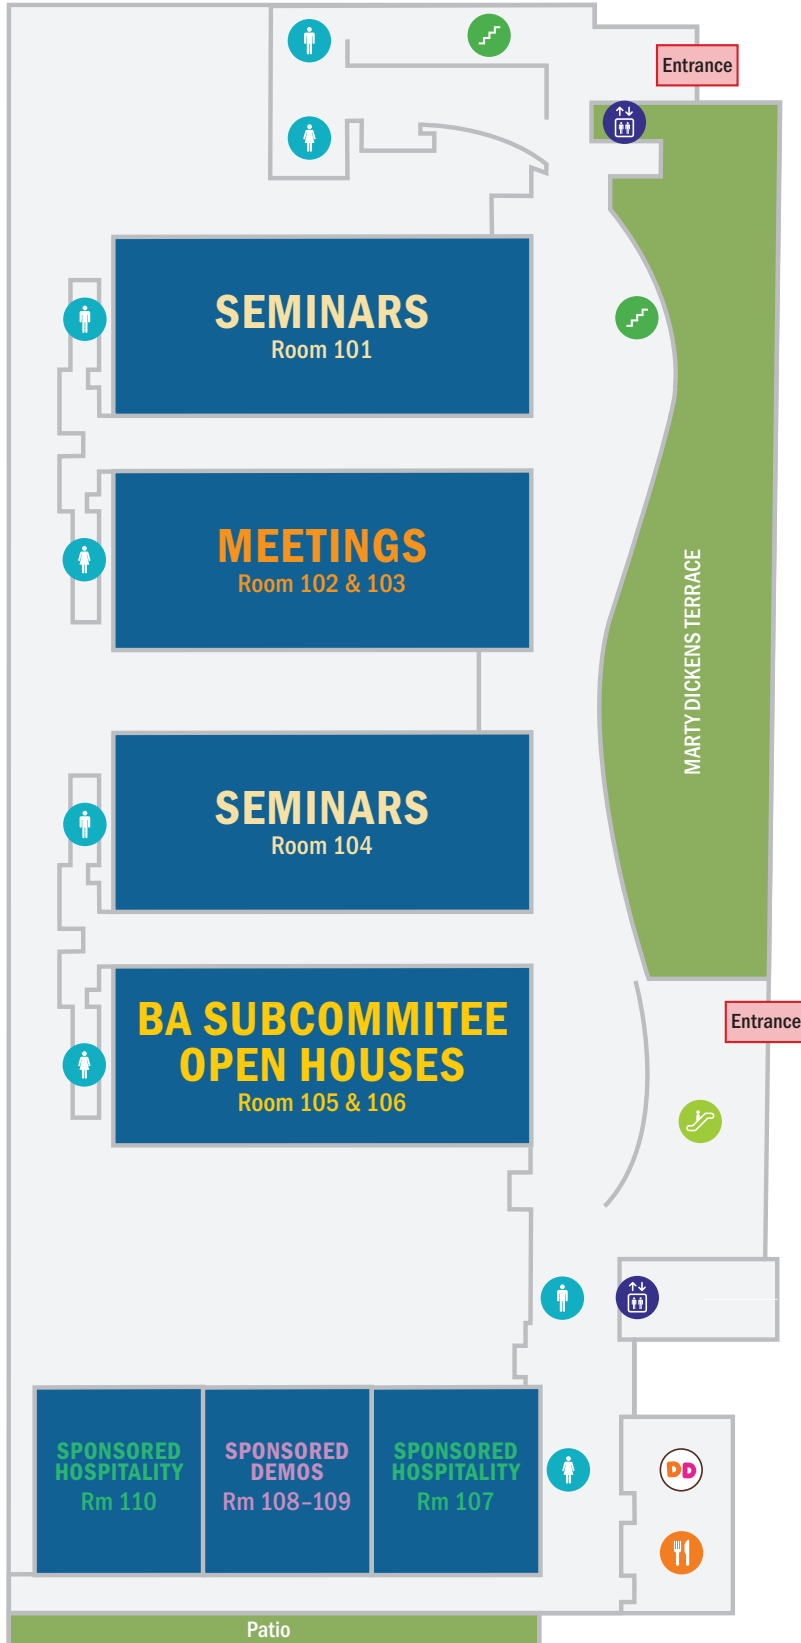 Entrance
SEMINARS
Room 101
MEETINGS
Room 102 & 103
MARTY DICKENS TERRACE
SEMINARS
Room 104
BA SUBCOMMITEE
OPEN HOUSES
Room 105 & 106
Entrance
SPONSORED
HOSPITALITY
Rm 110
SPONSORED
DEMOS
Rm 108–109
SPONSORED
HOSPITALITY
Rm 107
DD
Patio